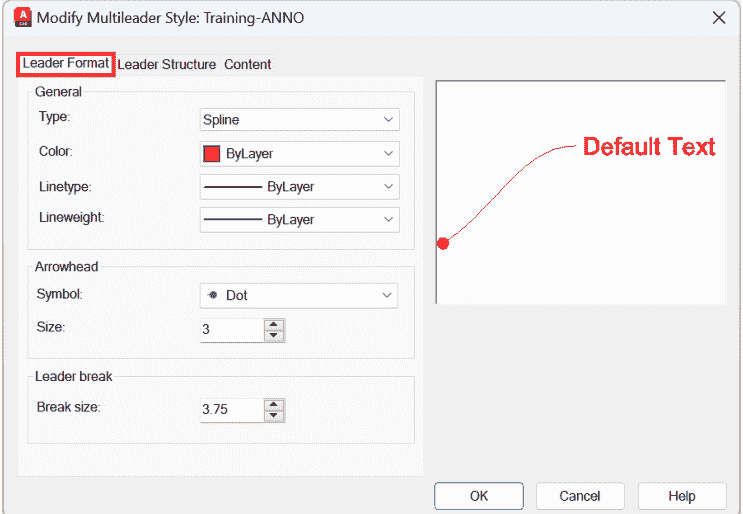 A
CAD
Modify Multileader Style: Training-ANNO
Leader Format Leader Structure Content
General
Type: Spline
Color: ByLayer
Linetype: ByLayer
Lineweight: ByLayer
Arrowhead
Symbol: Dot
Size: 3
Leader break
Break size: 3.75
Default Text
OK Cancel Help